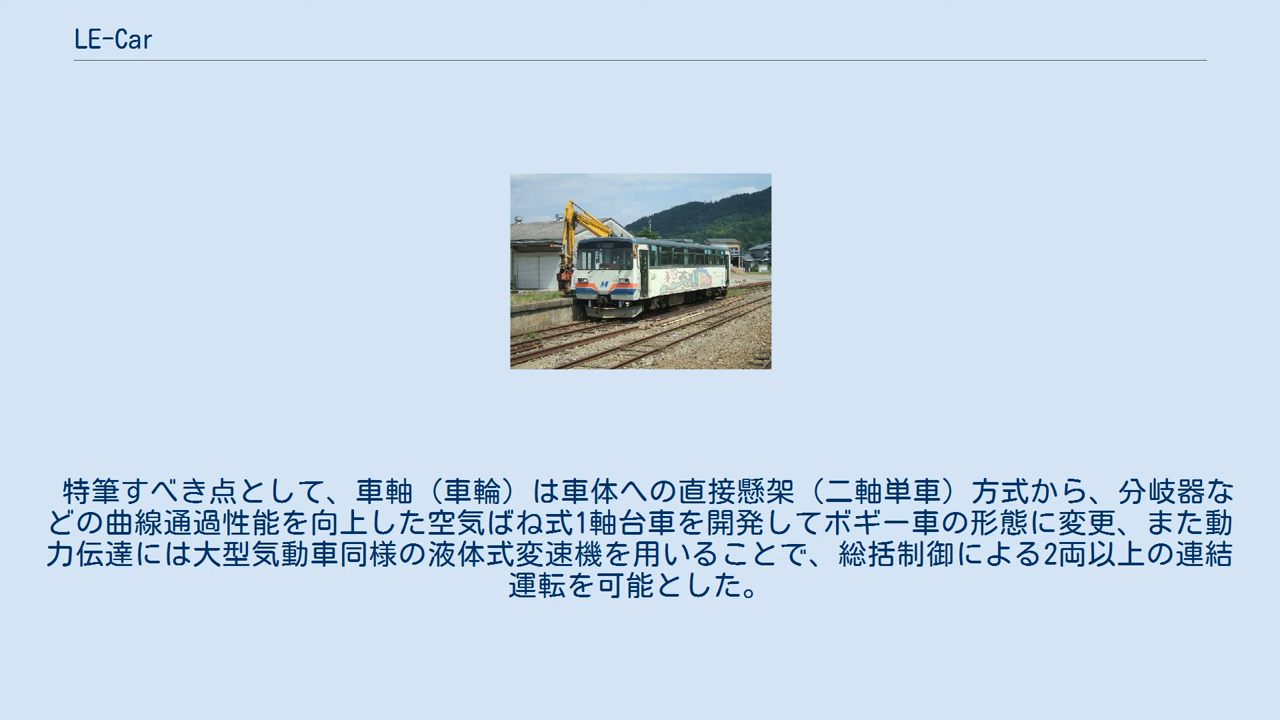 LE-Car
特筆すべき点として、車軸（車輪）は車体への直接懸架（二軸単車）方式から、分岐器な
どの曲線通過性能を向上した空気ばね式1軸台車を開発してボギー車の形態に変更、また動
力伝達には大型気動車同様の液体式変速機を用いることで、総括制御による2両以上の連結
運転を可能とした。